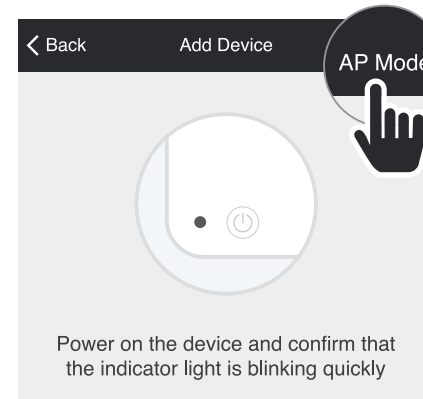 Back
Add Device
AP Mode
Power on the device and confirm that
the indicator light is blinking quickly